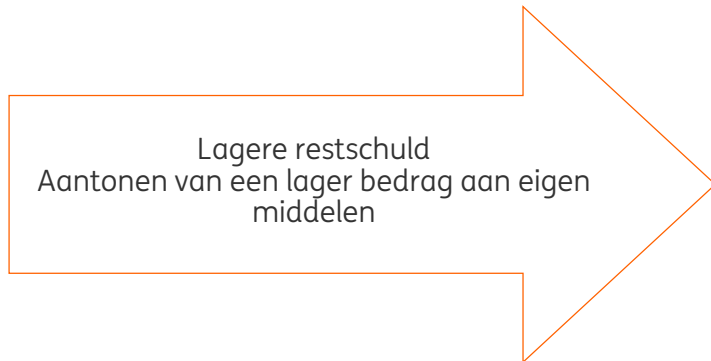 Lagere restschuld
Aantonen van een lager bedrag aan eigen
middelen